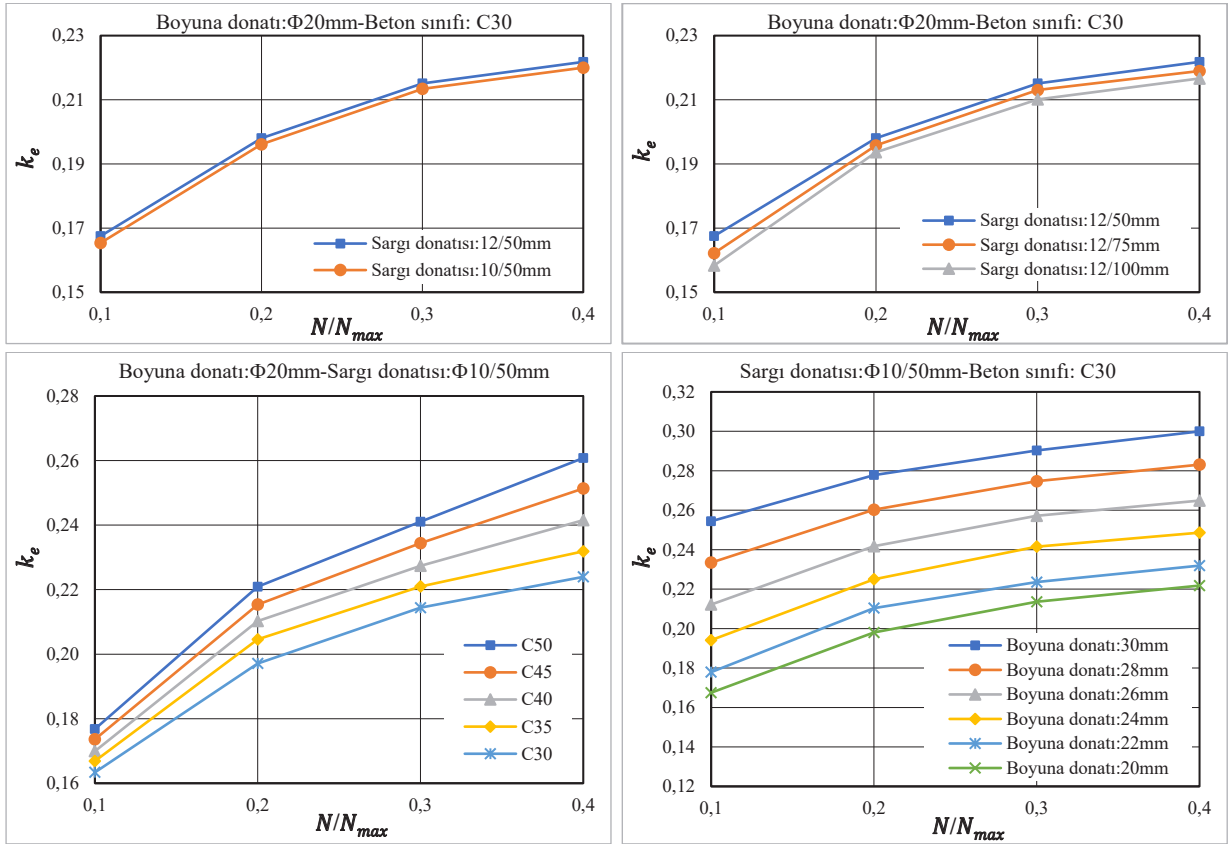 Boyuna donatı:Φ20mm-Beton sınıfı: C30
0,23
0,21
0,19
0,17
0,15
k_e
Sargı donatısı:12/50mm
Sargı donatısı:10/50mm
0,1
0,2
0,3
0,4
N/N_max
Boyuna donatı:Φ20mm-Beton sınıfı: C30
0,23
0,21
0,19
0,17
0,15
k_e
Sargı donatısı:12/50mm
Sargı donatısı:12/75mm
Sargı donatısı:12/100mm
0,1
0,2
0,3
0,4
N/N_max
Boyuna donatı:Φ20mm-Sargı donatısı:Φ10/50mm
0,28
0,26
0,24
0,22
0,20
0,18
0,16
k_e
C50
C45
C40
C35
C30
0,1
0,2
0,3
0,4
N/N_max
Sargı donatısı:Φ10/50mm-Beton sınıfı: C30
0,32
0,30
0,28
0,26
0,24
0,22
0,20
0,18
0,16
0,14
0,12
k_e
Boyuna donatı:30mm
Boyuna donatı:28mm
Boyuna donatı:26mm
Boyuna donatı:24mm
Boyuna donatı:22mm
Boyuna donatı:20mm
0,1
0,2
0,3
0,4
N/N_max